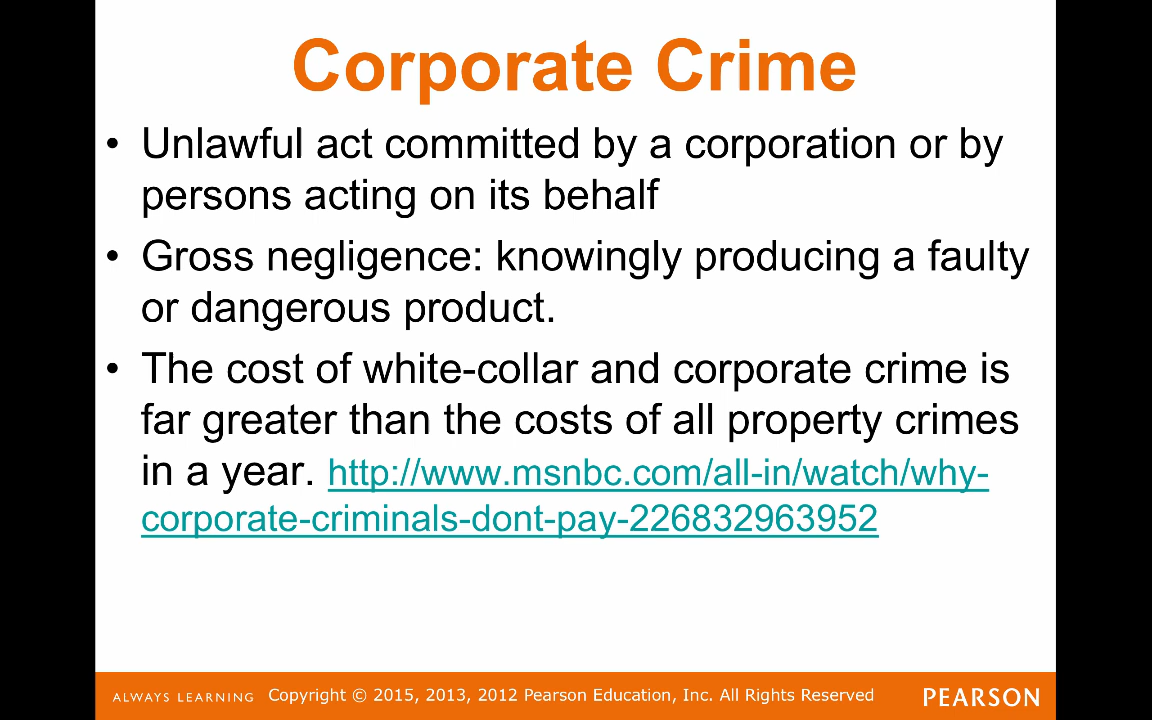 Corporate Crime
• Unlawful act committed by a corporation or by
persons acting on its behalf
• Gross negligence: knowingly producing a faulty
or dangerous product.
• The cost of white-collar and corporate crime is
far greater than the costs of all property crimes
in a year. http://www.msnbc.com/all-in/watch/why-
corporate-criminals-dont-pay-226832963952
ALWAYS LEARNING Copyright © 2015, 2013, 2012 Pearson Education, Inc. All Rights Reserved PEARSON